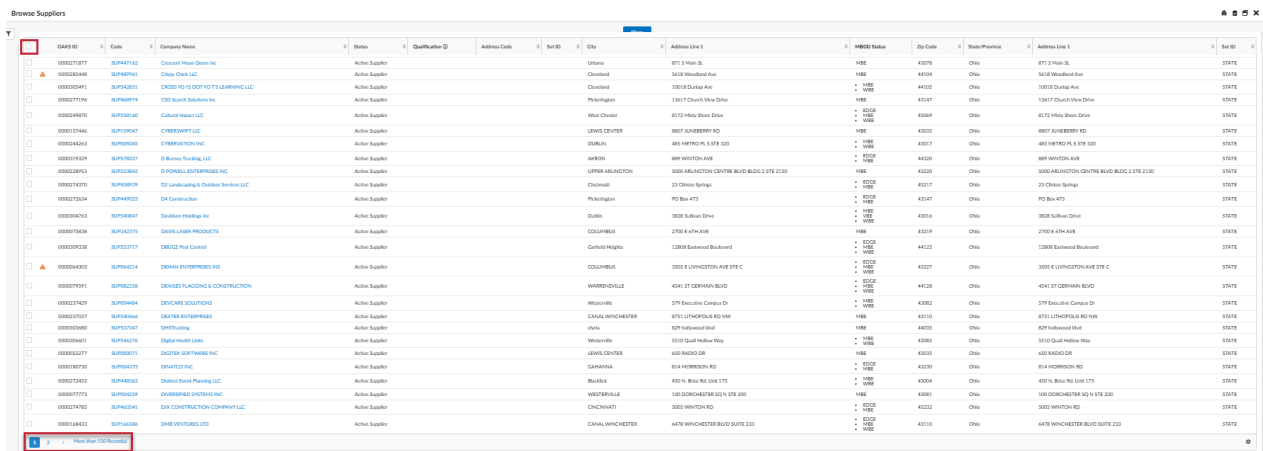 Browse Suppliers
OAKS ID Code Company Name Status Qualification Address Code Set ID City Address Line 1 MBDD Status Zip Code State/Province Address Line 1 Set ID
0000271877 SUP447162 Crescent Moon Doors Inc Active Supplier Urbana 871 S Main St. MBE 43078 Ohio 871 S Main St. STATE
0000285448 SUP489961 Crispy Chick LLC Active Supplier Cleveland 5618 Woodland Ave MBE 44104 Ohio 5618 Woodland Ave STATE
0000305491 SUP542831 CROSS YO I'S DOT YO T'S LEARNING LLC Active Supplier Cleveland 10018 Dunlap Ave • MBE • WBE 44105 Ohio 10018 Dunlap Ave STATE
0000277196 SUP468974 CSD Search Solutions Inc Active Supplier Pickerington 13617 Church View Drive MBE 43147 Ohio 13617 Church View Drive STATE
0000249870 SUP358160 Cultural Impact LLC Active Supplier West Chester 8172 Misty Shore Drive • EDGE • MBE • WBE 45069 Ohio 8172 Misty Shore Drive STATE
0000137446 SUP159047 CYBERSWIFT LLC Active Supplier LEWIS CENTER 8807 JUNEBERRY RD MBE 43035 Ohio 8807 JUNEBERRY RD STATE
0000244263 SUP005045 CYBERVATION INC Active Supplier DUBLIN 485 METRO PL S STE 320 • MBE • WBE 43017 Ohio 485 METRO PL S STE 320 STATE
0000319329 SUP578257 D Burney Trucking, LLC Active Supplier AKRON 889 WINTON AVE • EDGE • MBE 44320 Ohio 889 WINTON AVE STATE
0000228953 SUP223843 D POWELL ENTERPRISES INC Active Supplier UPPER ARLINGTON 5000 ARLINGTON CENTRE BLVD BLDG 2 STE 2150 MBE 43220 Ohio 5000 ARLINGTON CENTRE BLVD BLDG 2 STE 2150 STATE
0000274370 SUP458939 D2 Landscaping & Outdoor Services LLC Active Supplier Cincinnati 23 Clinton Springs • EDGE • MBE 45217 Ohio 23 Clinton Springs STATE
0000272634 SUP449025 D4 Construction Active Supplier Pickerington PO Box 473 • EDGE • MBE 43147 Ohio PO Box 473 STATE
0000304763 SUP540847 Davidson Holdings Inc Active Supplier Dublin 3828 Sullivan Drive • MBE • VBE • WBE 43016 Ohio 3828 Sullivan Drive STATE
0000075838 SUP242375 DAVIS LASER PRODUCTS Active Supplier COLUMBUS 2700 E 6TH AVE MBE 43219 Ohio 2700 E 6TH AVE STATE
0000309338 SUP553717 DBUGZ Pest Control Active Supplier Garfield Heights 12808 Eastwood Boulevard • EDGE • MBE • WBE 44125 Ohio 12808 Eastwood Boulevard STATE
0000064303 SUP064214 DEHAN ENTERPRISES INS Active Supplier COLUMBUS 3505 E LIVINGSTON AVE STE C • EDGE • MBE • WBE 43227 Ohio 3505 E LIVINGSTON AVE STE C STATE
0000079591 SUP082238 DENISES FLAGGING & CONSTRUCTION Active Supplier WARRENSVILLE 4541 ST GERMAIN BLVD • EDGE • MBE • WBE 44128 Ohio 4541 ST GERMAIN BLVD STATE
0000237429 SUP004484 DEVCARE SOLUTIONS Active Supplier Westerville 579 Executive Campus Dr • MBE • WBE 43082 Ohio 579 Executive Campus Dr STATE
0000237037 SUP240466 DEXTER ENTERPRISES Active Supplier CANAL WINCHESTER 8751 LITHOPOLIS RD NW MBE 43110 Ohio 8751 LITHOPOLIS RD NW STATE
0000303680 SUP537347 DHSTrucking Active Supplier elyria 829 hollywood blvd MBE 44035 Ohio 829 hollywood blvd STATE
0000306601 SUP546276 Digital Health Links Active Supplier Westerville 5510 Quail Hollow Way • MBE • WBE 43082 Ohio 5510 Quail Hollow Way STATE
0000052277 SUP000071 DIGITEK SOFTWARE INC Active Supplier LEWIS CENTER 650 RADIO DR MBE 43035 Ohio 650 RADIO DR STATE
0000180730 SUP004375 DINATCO INC Active Supplier GAHANNA 814 MORRISON RD • EDGE • MBE 43230 Ohio 814 MORRISON RD STATE
0000272455 SUP448563 Distinct Event Planning LLC Active Supplier Blacklick 450 N. Brice Rd. Unit 175 • MBE • WBE 43004 Ohio 450 N. Brice Rd. Unit 175 STATE
0000077773 SUP004239 DIVERSIFIED SYSTEMS INC Active Supplier WESTERVILLE 100 DORCHESTER SQ N STE 200 MBE 43081 Ohio 100 DORCHESTER SQ N STE 200 STATE
0000274783 SUP463541 DJX CONSTRUCTION COMPANY LLC Active Supplier CINCINNATI 5005 WINTON RD • EDGE • MBE 45232 Ohio 5005 WINTON RD STATE
0000168433 SUP166586 DMB VENTURES LTD Active Supplier CANAL WINCHESTER 6478 WINCHESTER BLVD SUITE 233 • EDGE • MBE • WBE 43110 Ohio 6478 WINCHESTER BLVD SUITE 233 STATE
1 2 › More than 150 Record(s)